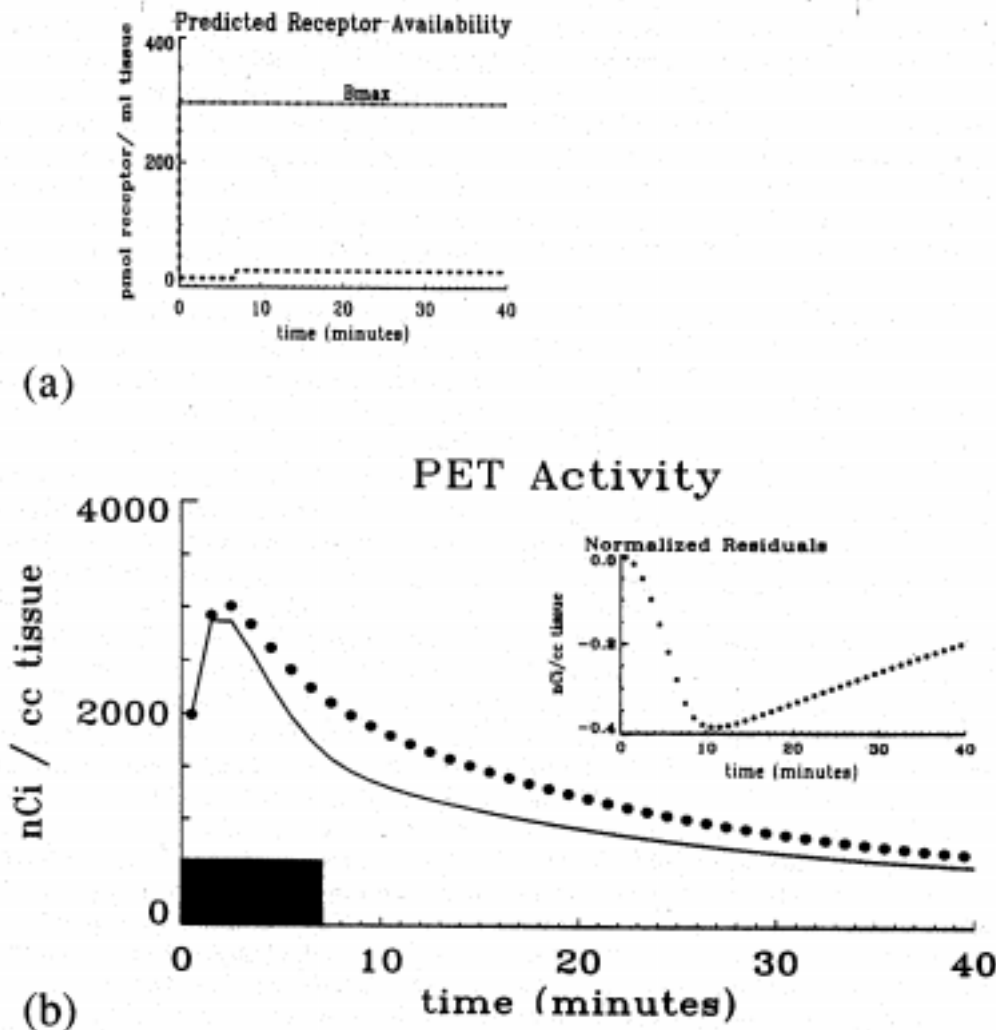 Predicted Receptor Availability
400
200
0
pmol receptor/ ml tissue
Bmax
0 10 20 30 40
time (minutes)
(a)
PET Activity
4000
2000
0
nCi / cc tissue
Normalized Residuals
0.0
-0.4
nCi/cc tissue
0 10 20 30 40
time (minutes)
0 10 20 30 40
time (minutes)
(b)